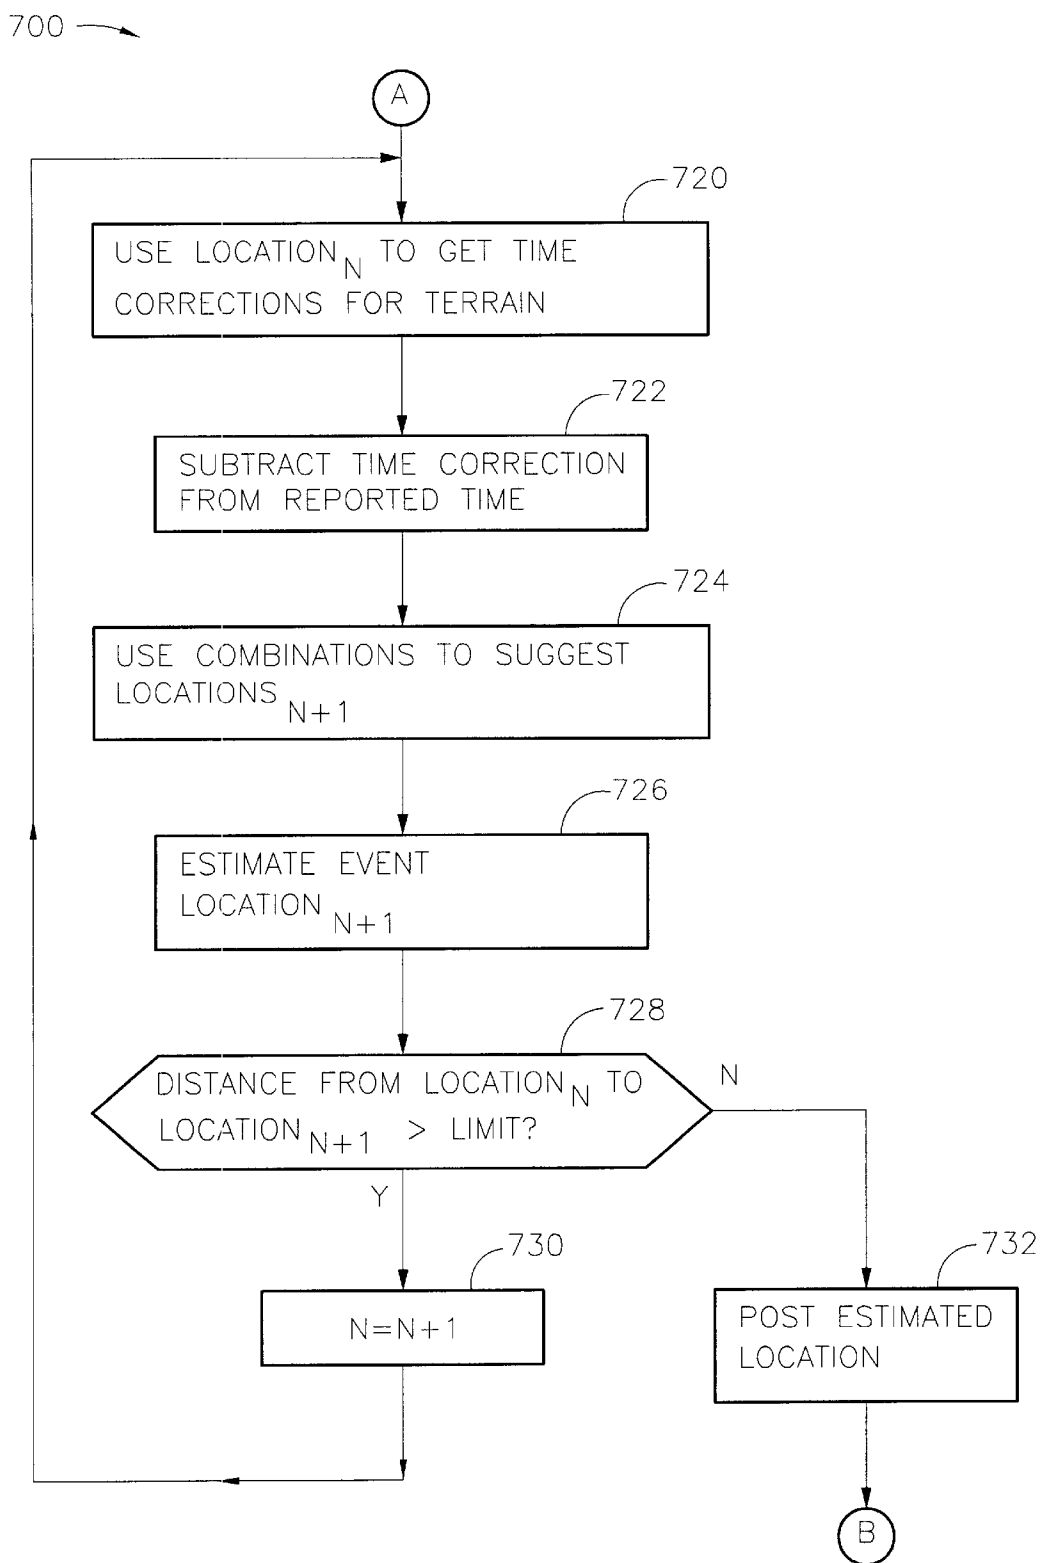 700
A
720
USE LOCATION N TO GET TIME
CORRECTIONS FOR TERRAIN
722
SUBTRACT TIME CORRECTION
FROM REPORTED TIME
724
USE COMBINATIONS TO SUGGEST
LOCATIONS N+1
726
ESTIMATE EVENT
LOCATION N+1
728
DISTANCE FROM LOCATION N TO
LOCATION N+1 > LIMIT?
N
Y
730
N=N+1
732
POST ESTIMATED
LOCATION
B